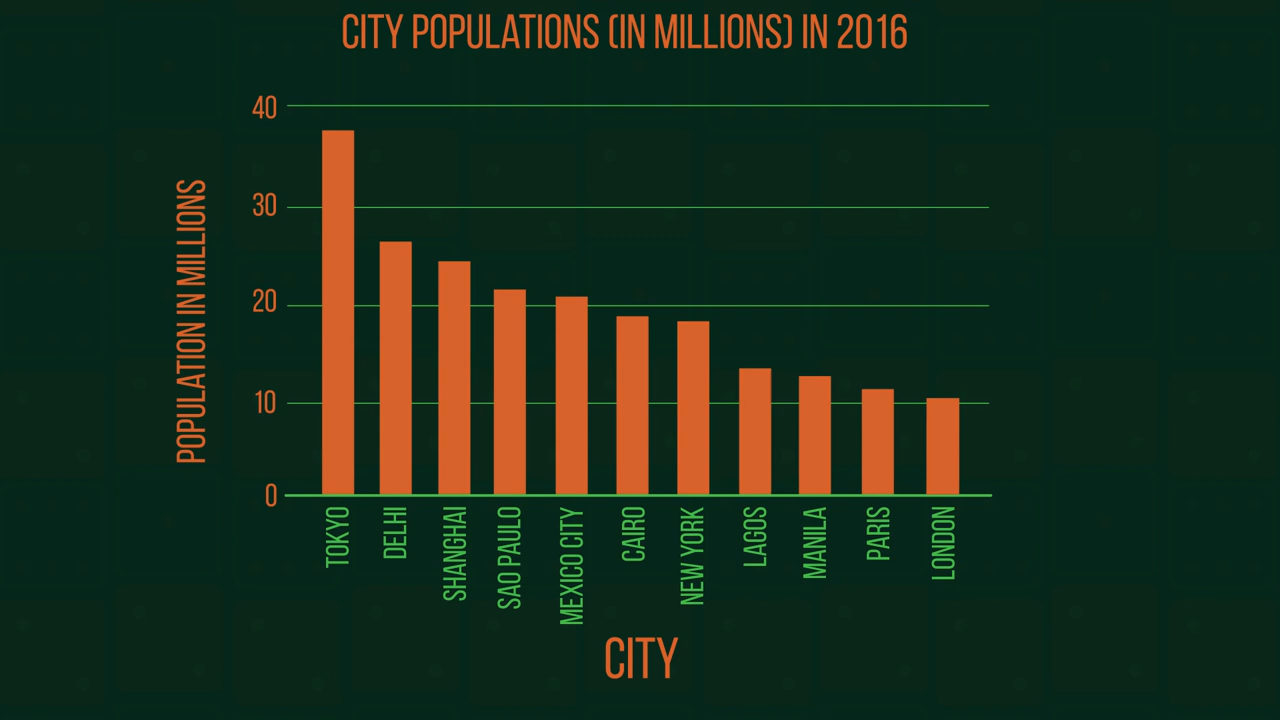 CITY POPULATIONS (IN MILLIONS) IN 2016
POPULATION IN MILLIONS
40
30
20
10
0
TOKYO
DELHI
SHANGHAI
SAO PAULO
MEXICO CITY
CAIRO
NEW YORK
LAGOS
MANILA
PARIS
LONDON
CITY